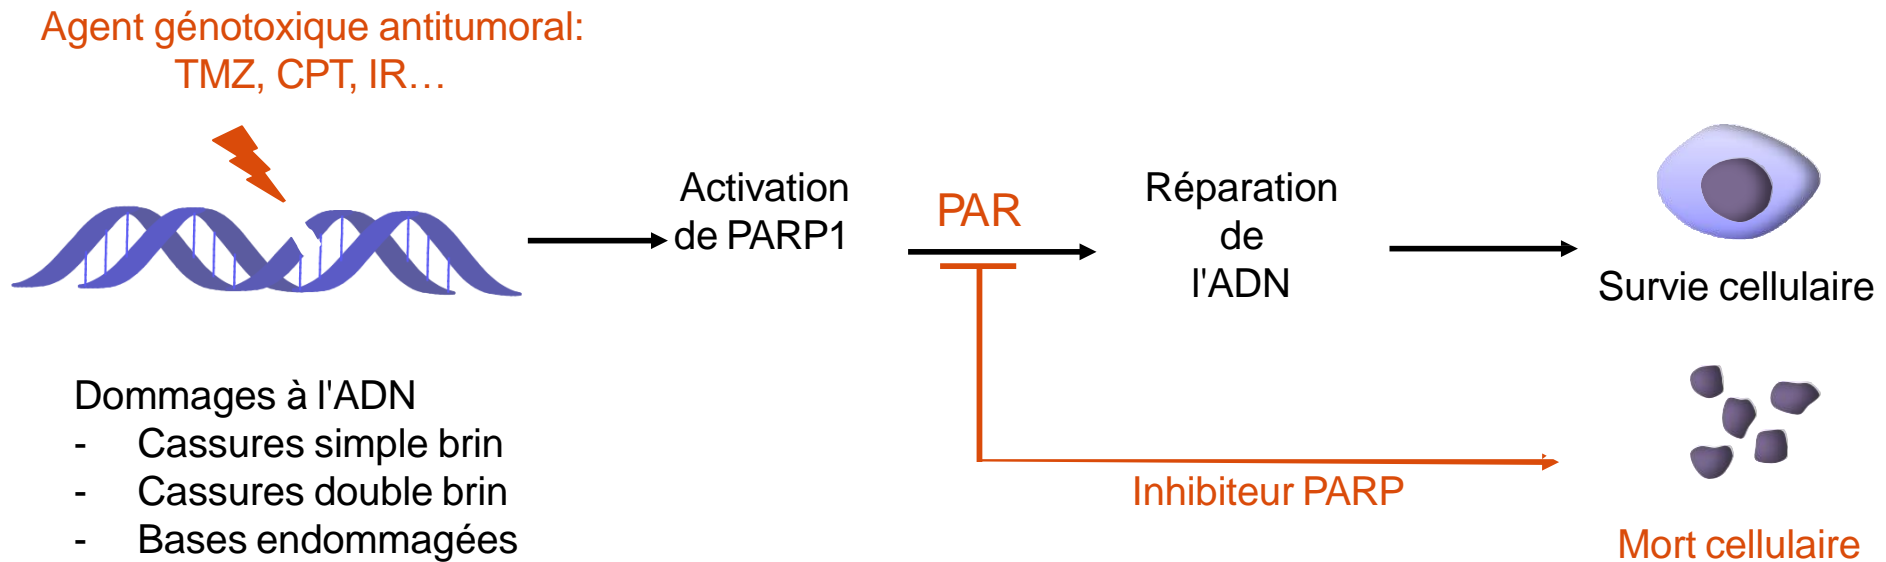 Agent génotoxique antitumoral:
TMZ, CPT, IR…
Activation
de PARP1
PAR
Réparation
de
l'ADN
Survie cellulaire
Dommages à l'ADN
- Cassures simple brin
- Cassures double brin
- Bases endommagées
Inhibiteur PARP
Mort cellulaire